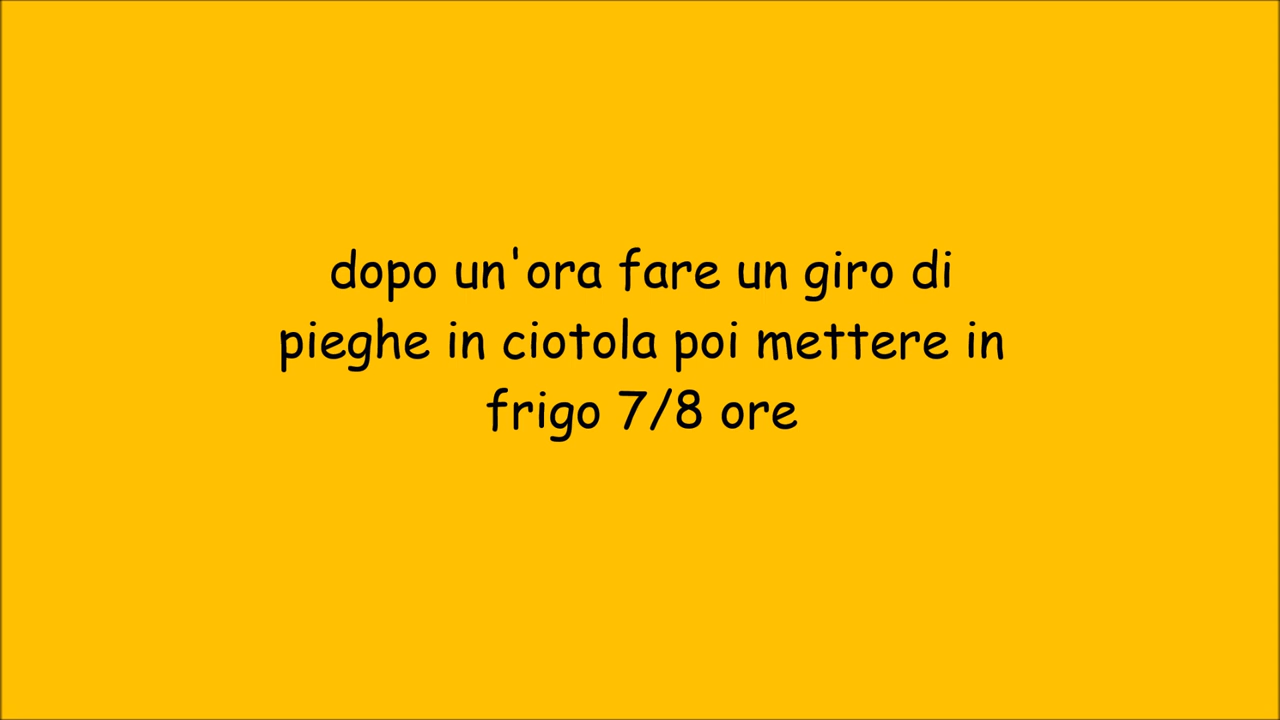 dopo un'ora fare un giro di
pieghe in ciotola poi mettere in
frigo 7/8 ore